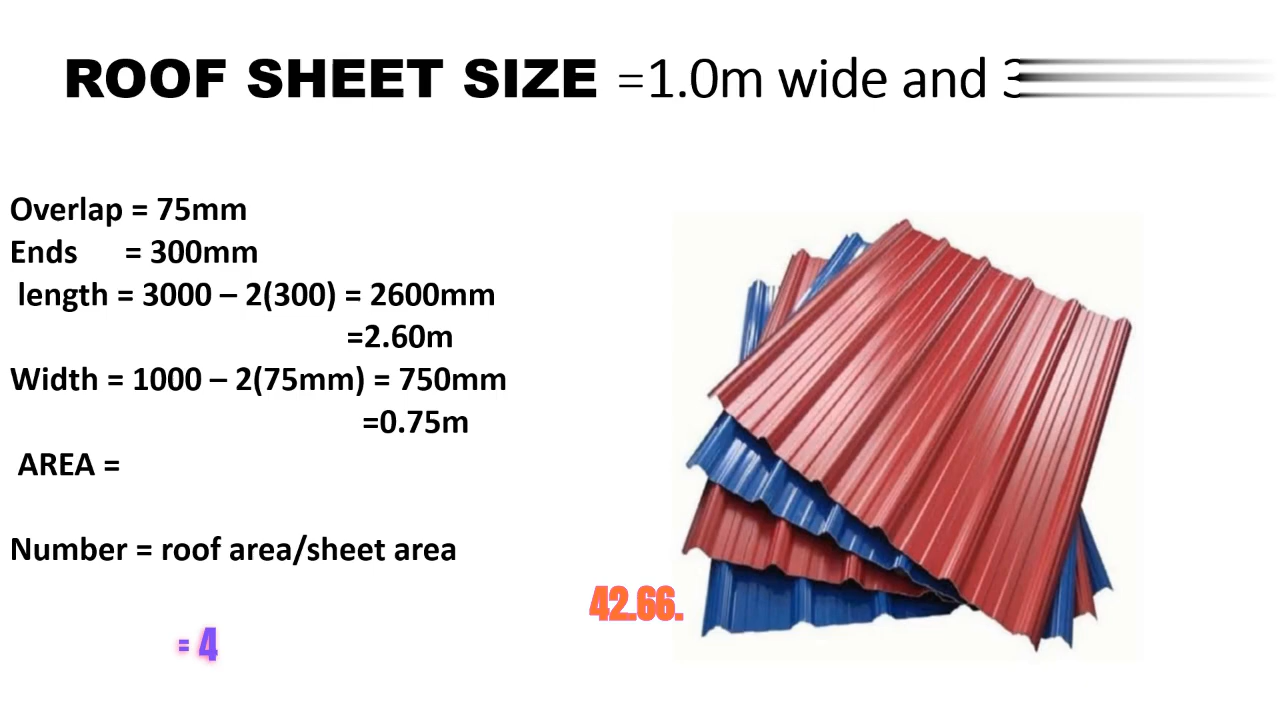 ROOF SHEET SIZE =1.0m wide and 3
Overlap = 75mm
Ends = 300mm
length = 3000 – 2(300) = 2600mm
=2.60m
Width = 1000 – 2(75mm) = 750mm
=0.75m
AREA =
Number = roof area/sheet area
42.66.
= 4